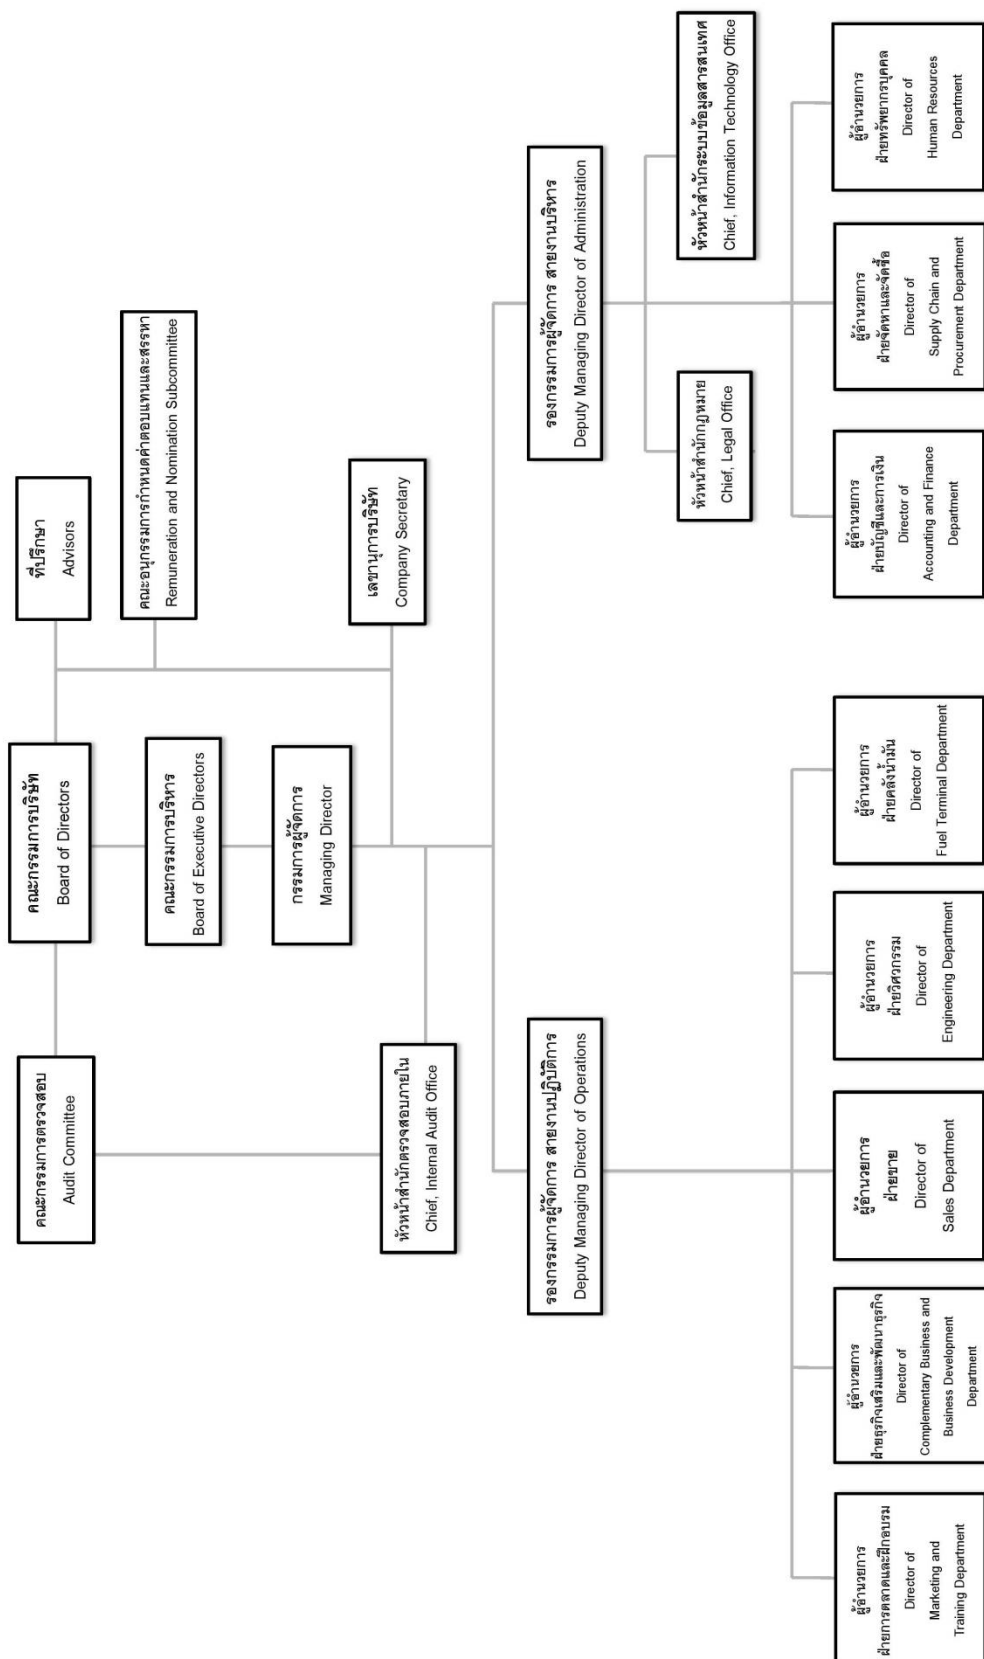 คณะกรรมการบริษัท
Board of Directors
ที่ปรึกษา
Advisors
คณะกรรมการตรวจสอบ
Audit Committee
คณะอนุกรรมการกำหนดค่าตอบแทนและสรรหา
Remuneration and Nomination Subcommittee
คณะกรรมการบริหาร
Board of Executive Directors
กรรมการผู้จัดการ
Managing Director
เลขานุการบริษัท
Company Secretary
หัวหน้าสำนักตรวจสอบภายใน
Chief, Internal Audit Office
รองกรรมการผู้จัดการ สายงานปฏิบัติการ
Deputy Managing Director of Operations
รองกรรมการผู้จัดการ สายงานบริหาร
Deputy Managing Director of Administration
หัวหน้าสำนักกฎหมาย
Chief, Legal Office
หัวหน้าสำนักระบบข้อมูลสารสนเทศ
Chief, Information Technology Office
ผู้อำนวยการ
ฝ่ายการตลาดและฝึกอบรม
Director of
Marketing and
Training Department
ผู้อำนวยการ
ฝ่ายธุรกิจเสริมและพัฒนาธุรกิจ
Director of
Complementary Business and
Business Development
Department
ผู้อำนวยการ
ฝ่ายขาย
Director of
Sales Department
ผู้อำนวยการ
ฝ่ายวิศวกรรม
Director of
Engineering Department
ผู้อำนวยการ
ฝ่ายคลังน้ำมัน
Director of
Fuel Terminal Department
ผู้อำนวยการ
ฝ่ายบัญชีและการเงิน
Director of
Accounting and Finance
Department
ผู้อำนวยการ
ฝ่ายจัดหาและจัดซื้อ
Director of
Supply Chain and
Procurement Department
ผู้อำนวยการ
ฝ่ายทรัพยากรบุคคล
Director of
Human Resources
Department